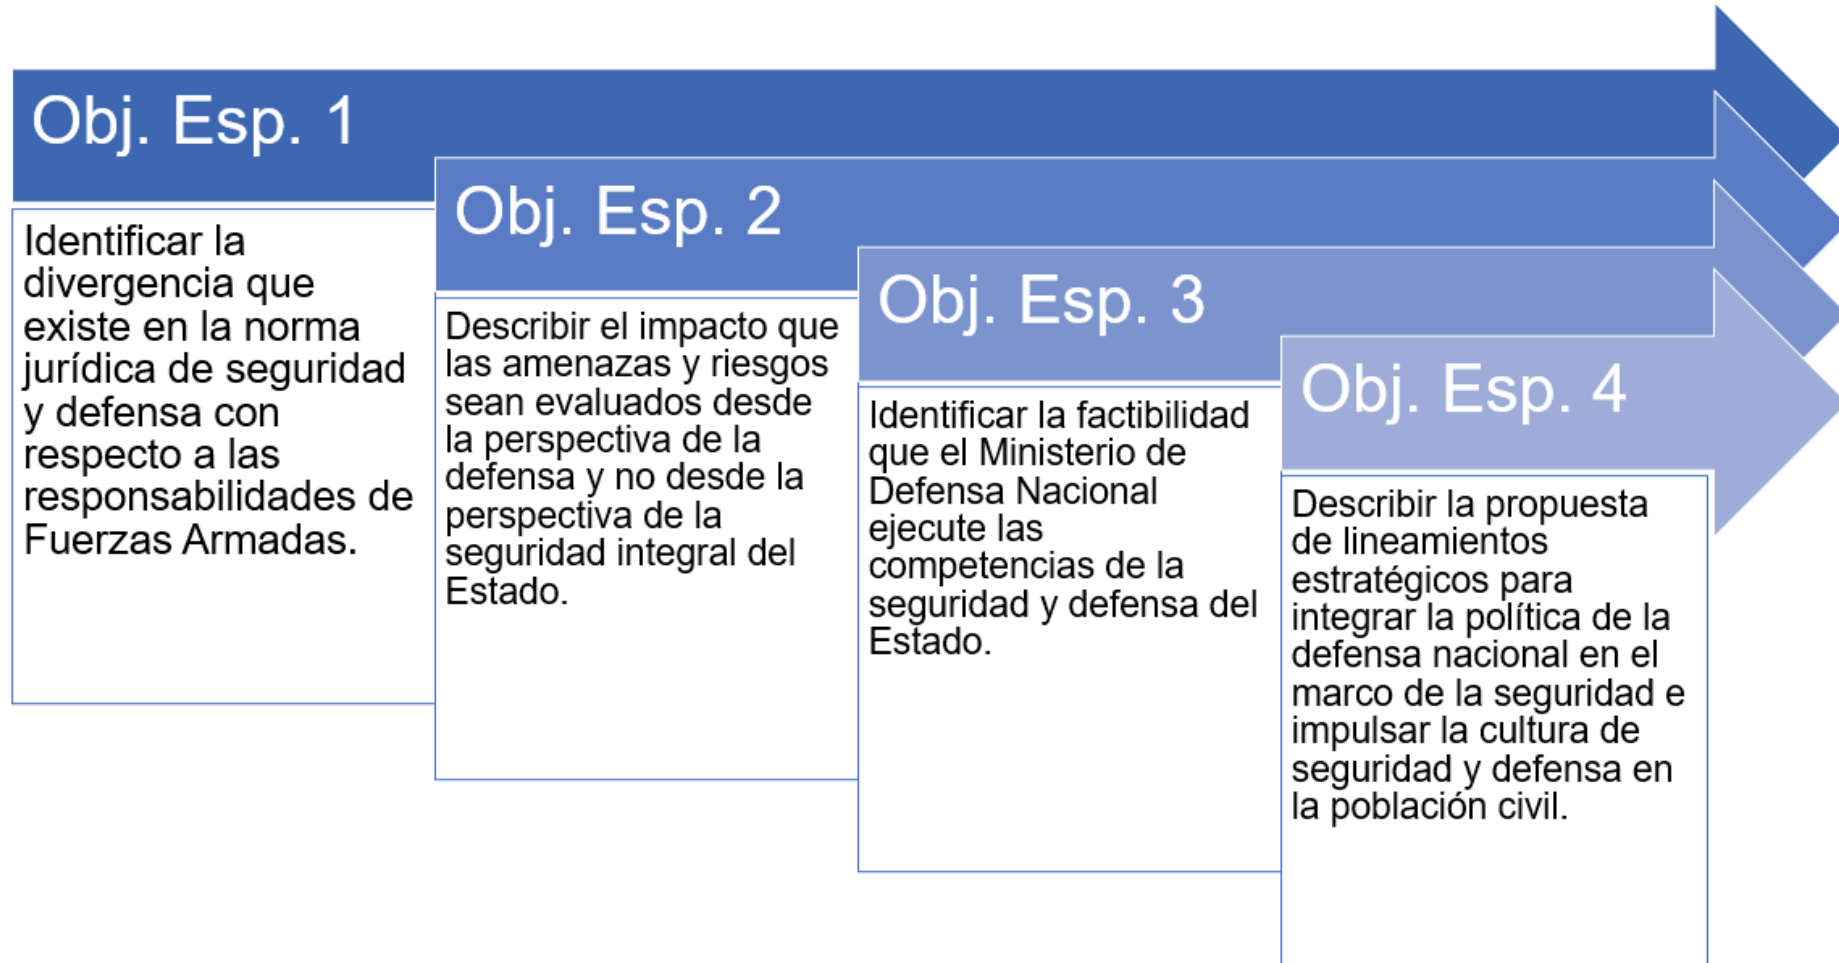 Obj. Esp. 1
Identificar la
divergencia que
existe en la norma
jurídica de seguridad
y defensa con
respecto a las
responsabilidades de
Fuerzas Armadas.
Obj. Esp. 2
Describir el impacto que
las amenazas y riesgos
sean evaluados desde
la perspectiva de la
defensa y no desde la
perspectiva de la
seguridad integral del
Estado.
Obj. Esp. 3
Identificar la factibilidad
que el Ministerio de
Defensa Nacional
ejecute las
competencias de la
seguridad y defensa del
Estado.
Obj. Esp. 4
Describir la propuesta
de lineamientos
estratégicos para
integrar la política de la
defensa nacional en el
marco de la seguridad e
impulsar la cultura de
seguridad y defensa en
la población civil.